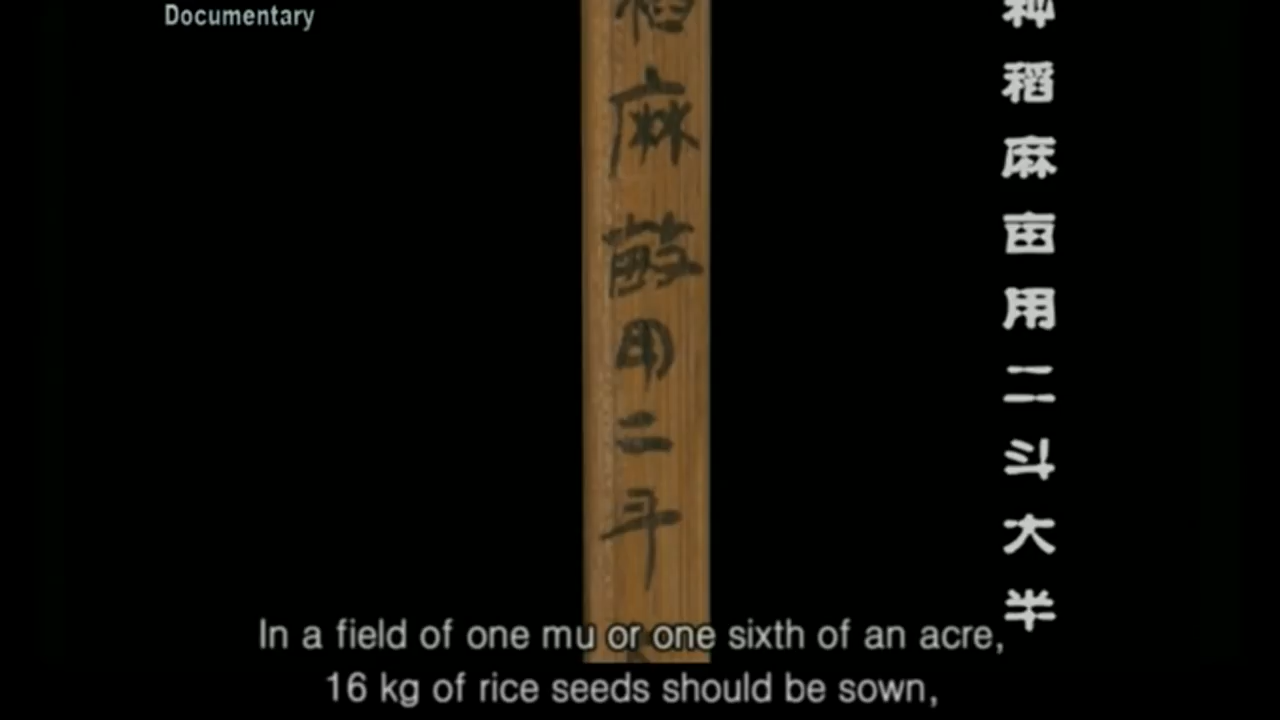 Documentary
稻麻畝用二斗
种稻麻亩用二斗大半
In a field of one mu or one sixth of an acre,
16 kg of rice seeds should be sown,